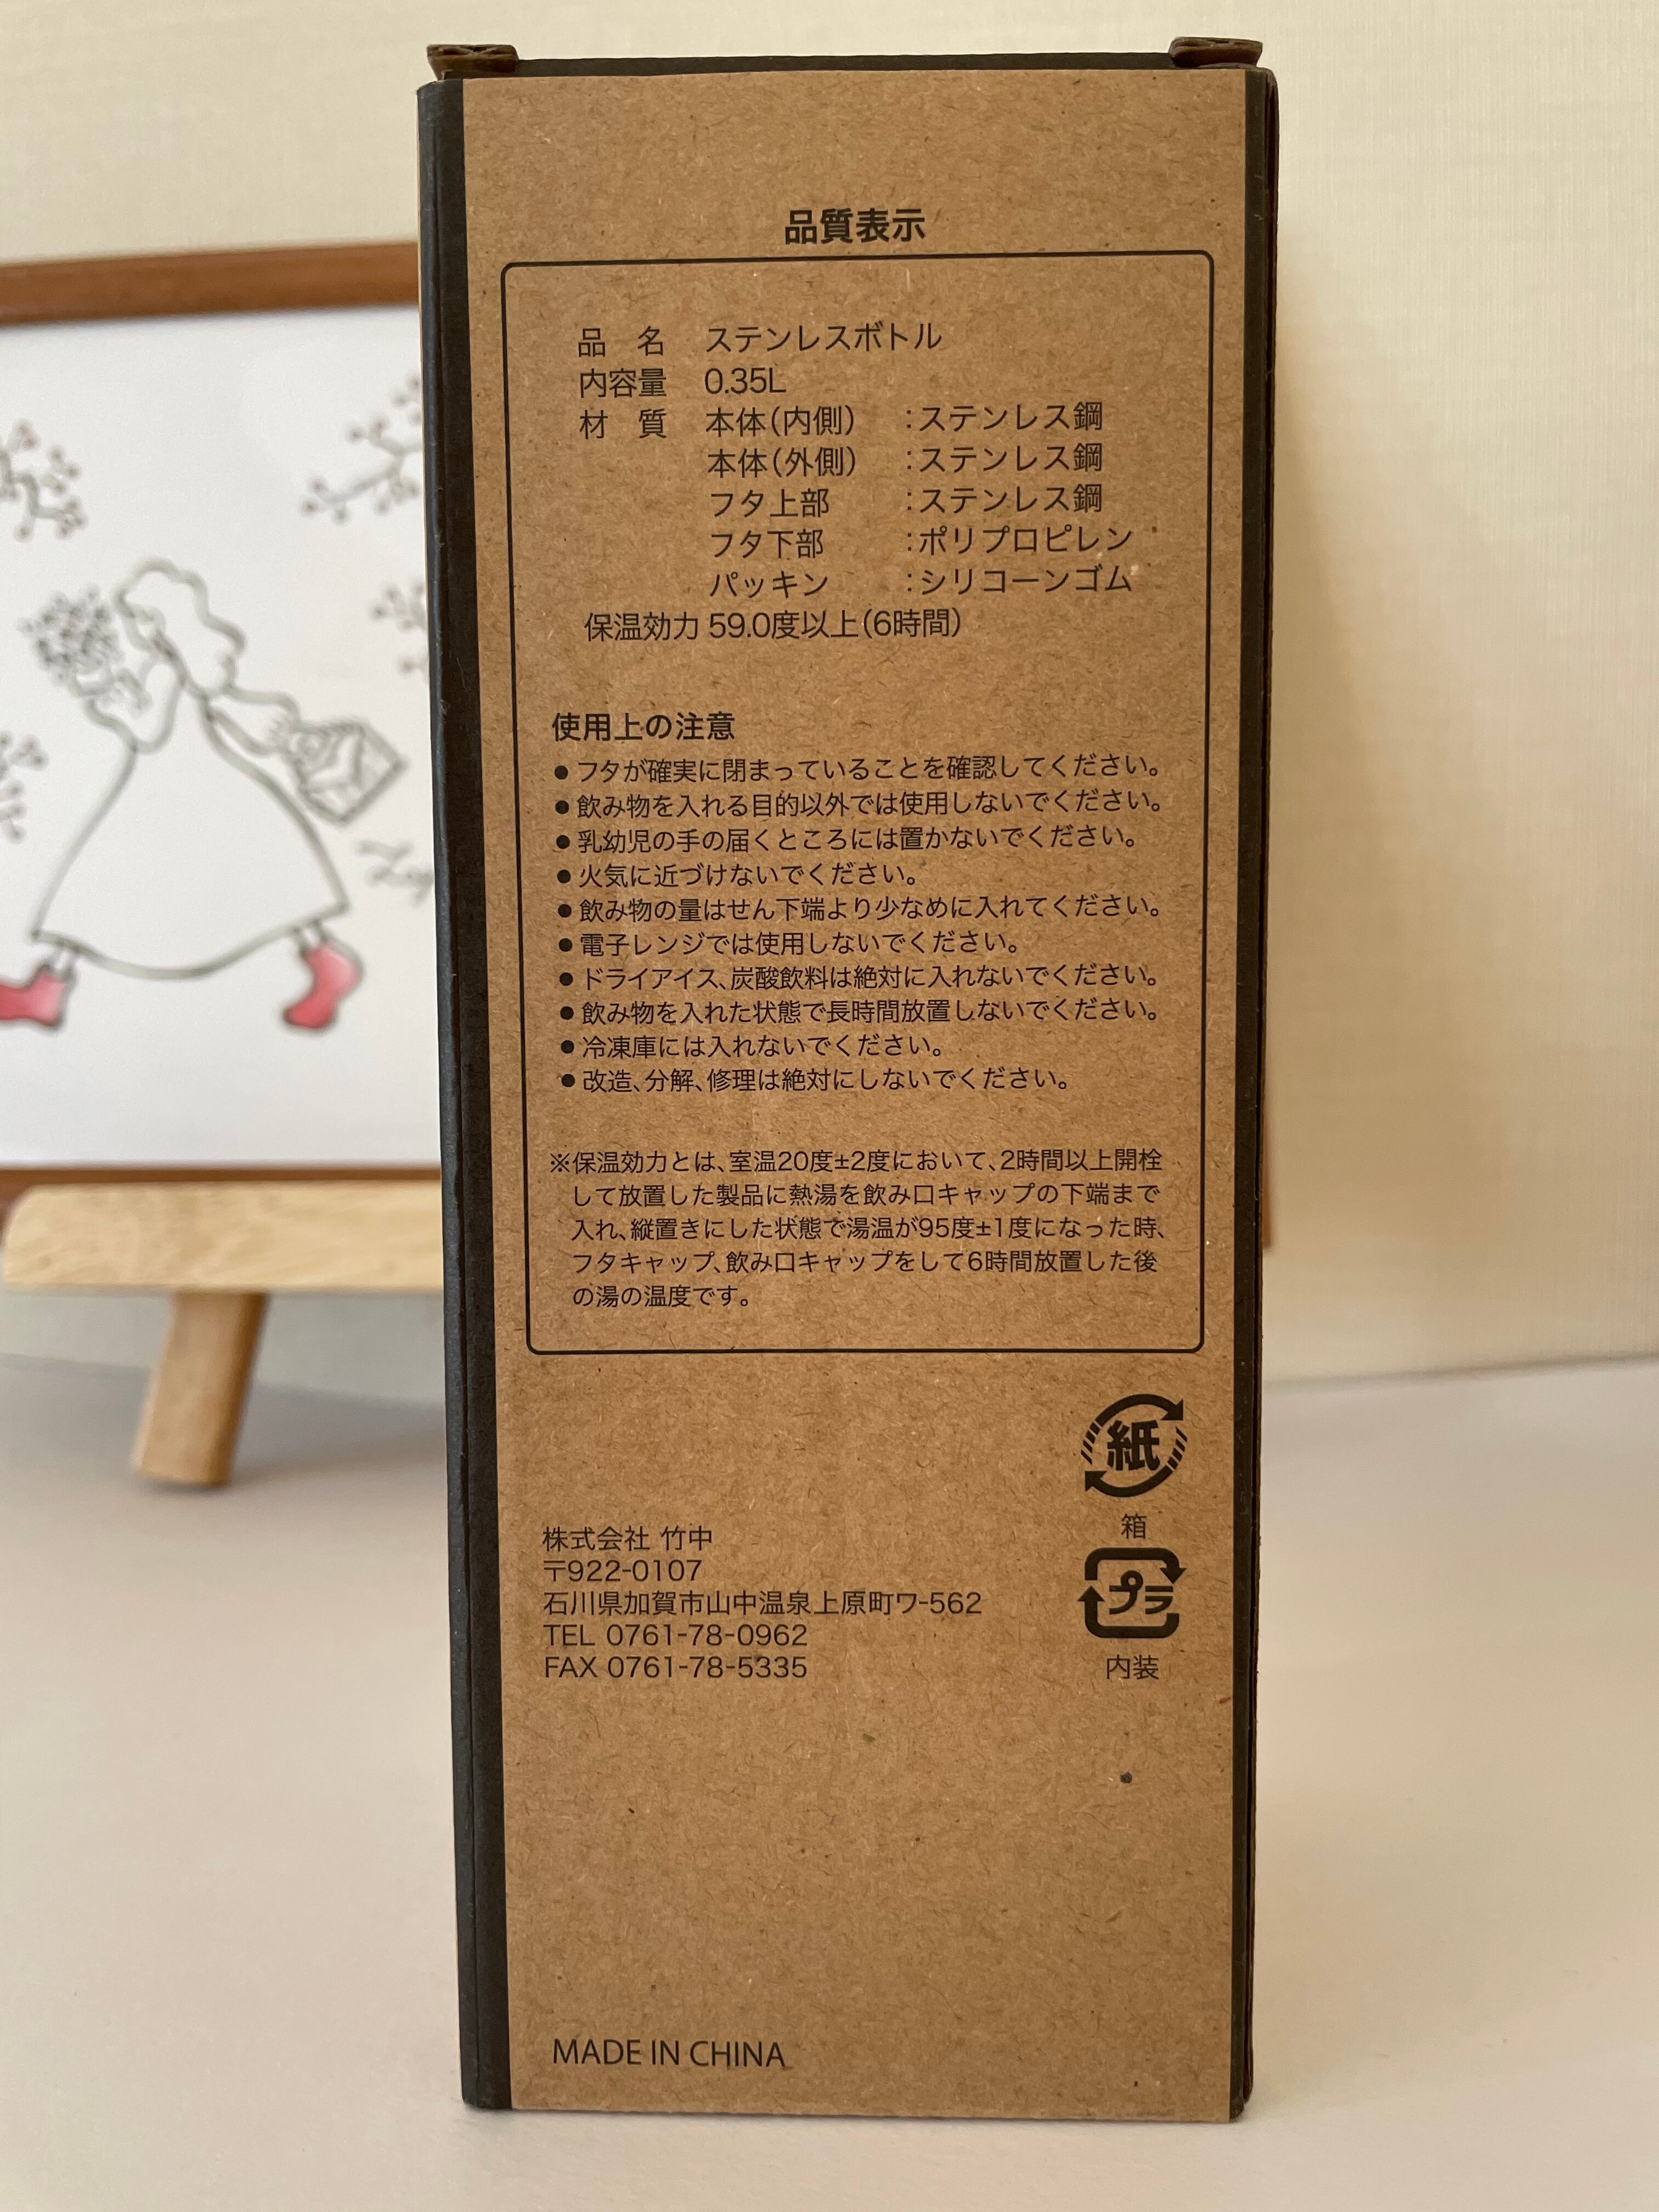 品質表示
品 名 ステンレスボトル
内容量 0.35L
材 質 本体(内側) :ステンレス鋼
本体(外側) :ステンレス鋼
フタ上部 :ステンレス鋼
フタ下部 :ポリプロピレン
パッキン :シリコーンゴム
保温効力 59.0度以上(6時間)
使用上の注意
●フタが確実に閉まっていることを確認してください。
●飲み物を入れる目的以外では使用しないでください。
●乳幼児の手の届くところには置かないでください。
●火気に近づけないでください。
●飲み物の量はせん下端より少なめに入れてください。
●電子レンジでは使用しないでください。
●ドライアイス、炭酸飲料は絶対に入れないでください。
●飲み物を入れた状態で長時間放置しないでください。
●冷凍庫には入れないでください。
●改造、分解、修理は絶対にしないでください。
※保温効力とは、室温20度±2度において、2時間以上開栓
して放置した製品に熱湯を飲み口キャップの下端まで
入れ、縦置きにした状態で湯温が95度±1度になった時、
フタキャップ、飲み口キャップをして6時間放置した後
の湯の温度です。
紙
箱
プラ
内装
株式会社 竹中
〒922-0107
石川県加賀市山中温泉上原町ワ-562
TEL 0761-78-0962
FAX 0761-78-5335
MADE IN CHINA